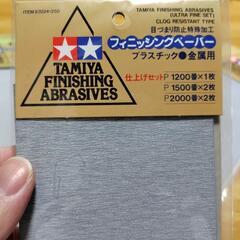 ITEM 87024
TAMIYA FINISHING ABRASIVES
(ULTRA FINE SET)
CLOG RESISTANT TYPE
目づまり防止特殊加工
フィニッシングペーパー
プラスチック●金属用
仕上げセット P1200番×1枚
P1500番×2枚
P2000番×2枚
TAMIYA
FINISHING
ABRASIVES